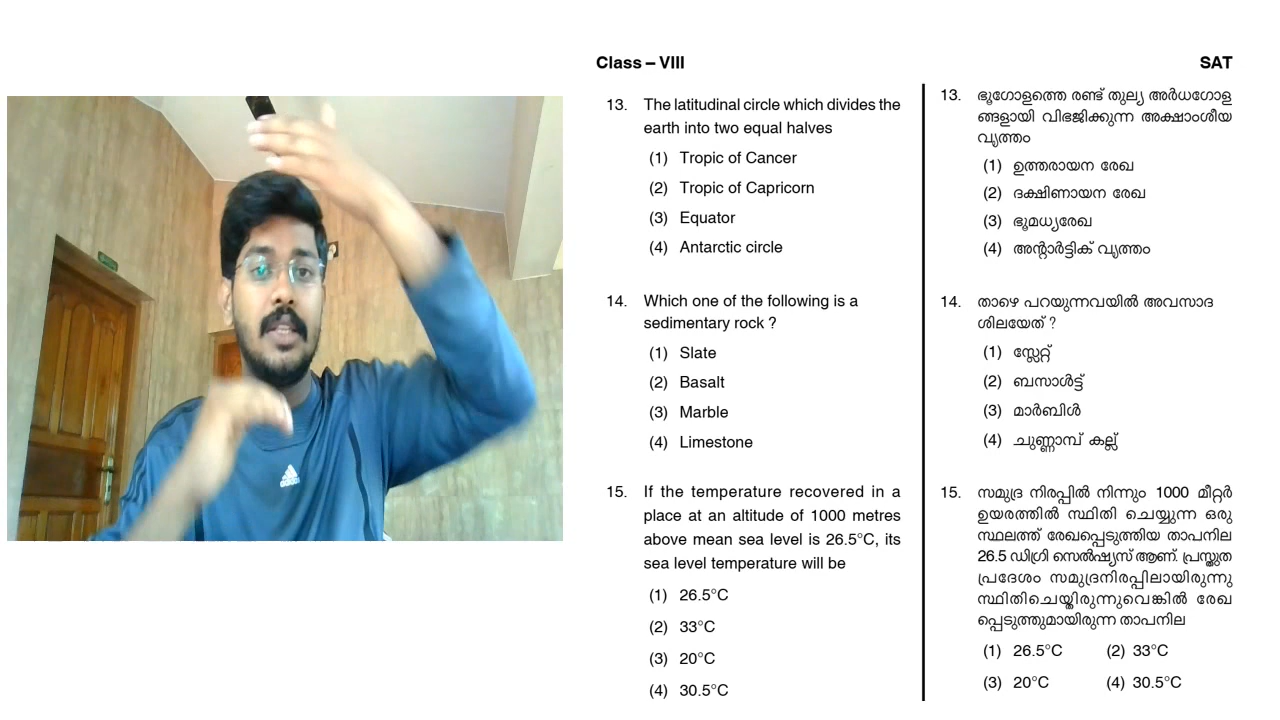 Class – VIII
SAT
13. The latitudinal circle which divides the
earth into two equal halves
(1) Tropic of Cancer
(2) Tropic of Capricorn
(3) Equator
(4) Antarctic circle
14. Which one of the following is a
sedimentary rock ?
(1) Slate
(2) Basalt
(3) Marble
(4) Limestone
15. If the temperature recovered in a
place at an altitude of 1000 metres
above mean sea level is 26.5°C, its
sea level temperature will be
(1) 26.5°C
(2) 33°C
(3) 20°C
(4) 30.5°C
13. ഭൂഗോളത്തെ രണ്ട് തുല്യ അർധഗോള
ങ്ങളായി വിഭജിക്കുന്ന അക്ഷാംശീയ
വൃത്തം
(1) ഉത്തരായന രേഖ
(2) ദക്ഷിണായന രേഖ
(3) ഭൂമധ്യരേഖ
(4) അന്റാർട്ടിക് വൃത്തം
14. താഴെ പറയുന്നവയിൽ അവസാദ
ശിലയേത് ?
(1) സ്ലേറ്റ്
(2) ബസാൾട്ട്
(3) മാർബിൾ
(4) ചുണ്ണാമ്പ് കല്ല്
15. സമുദ്ര നിരപ്പിൽ നിന്നും 1000 മീറ്റർ
ഉയരത്തിൽ സ്ഥിതി ചെയ്യുന്ന ഒരു
സ്ഥലത്ത് രേഖപ്പെടുത്തിയ താപനില
26.5 ഡിഗ്രി സെൽഷ്യസ് ആണ്. പ്രസ്തുത
പ്രദേശം സമുദ്രനിരപ്പിലായിരുന്നു
സ്ഥിതിചെയ്തിരുന്നുവെങ്കിൽ രേഖ
പ്പെടുത്തുമായിരുന്ന താപനില
(1) 26.5°C (2) 33°C
(3) 20°C (4) 30.5°C
adidas